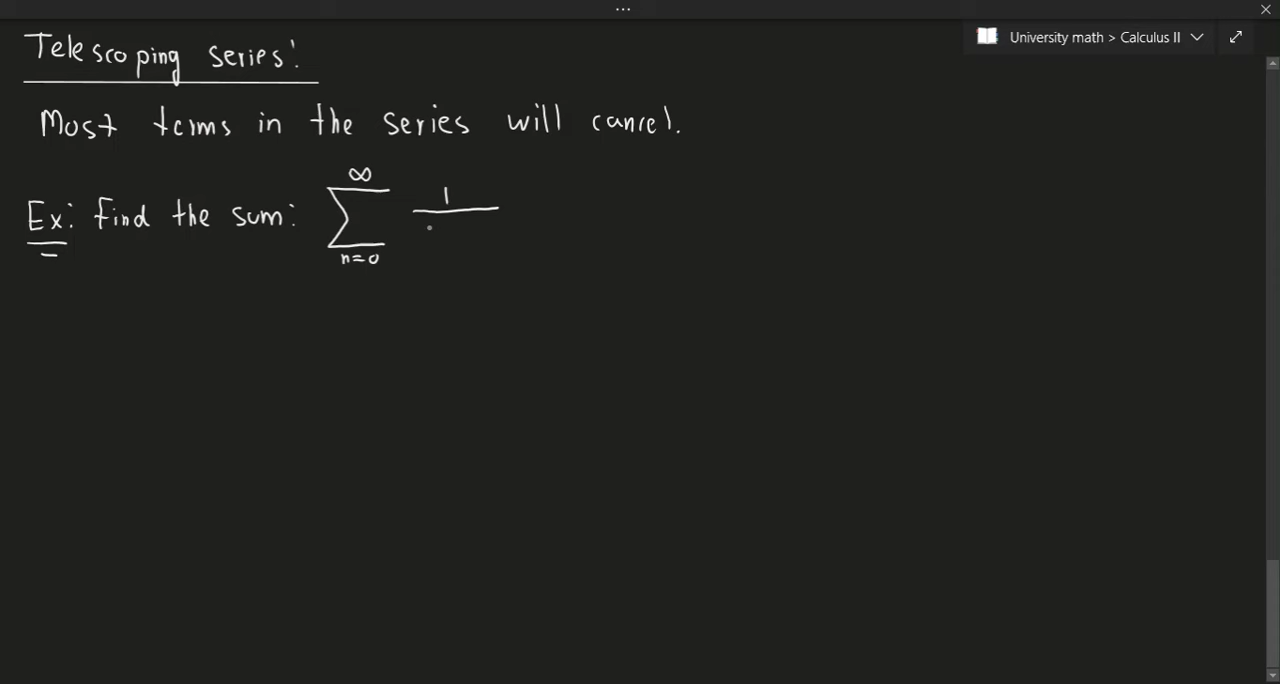 University math > Calculus II
Telescoping series:
Most terms in the series will cancel.
Ex: Find the sum: ∑ n=0 ∞ 1/